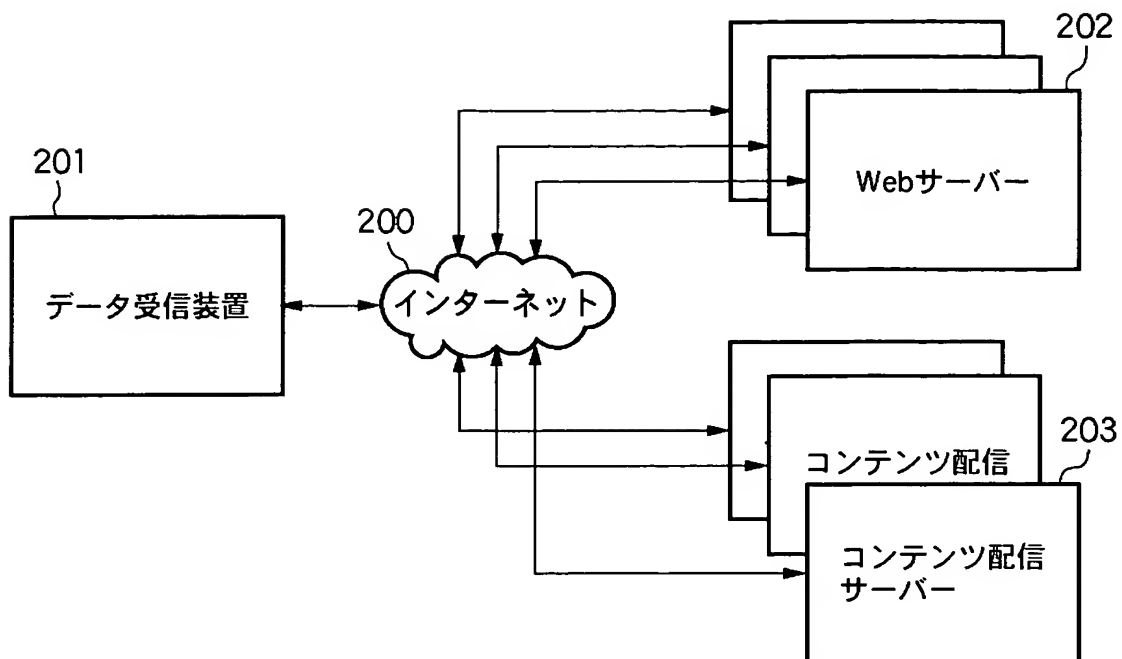 202
Webサーバー
201
データ受信装置
200
インターネット
203
コンテンツ配信
コンテンツ配信
サーバー